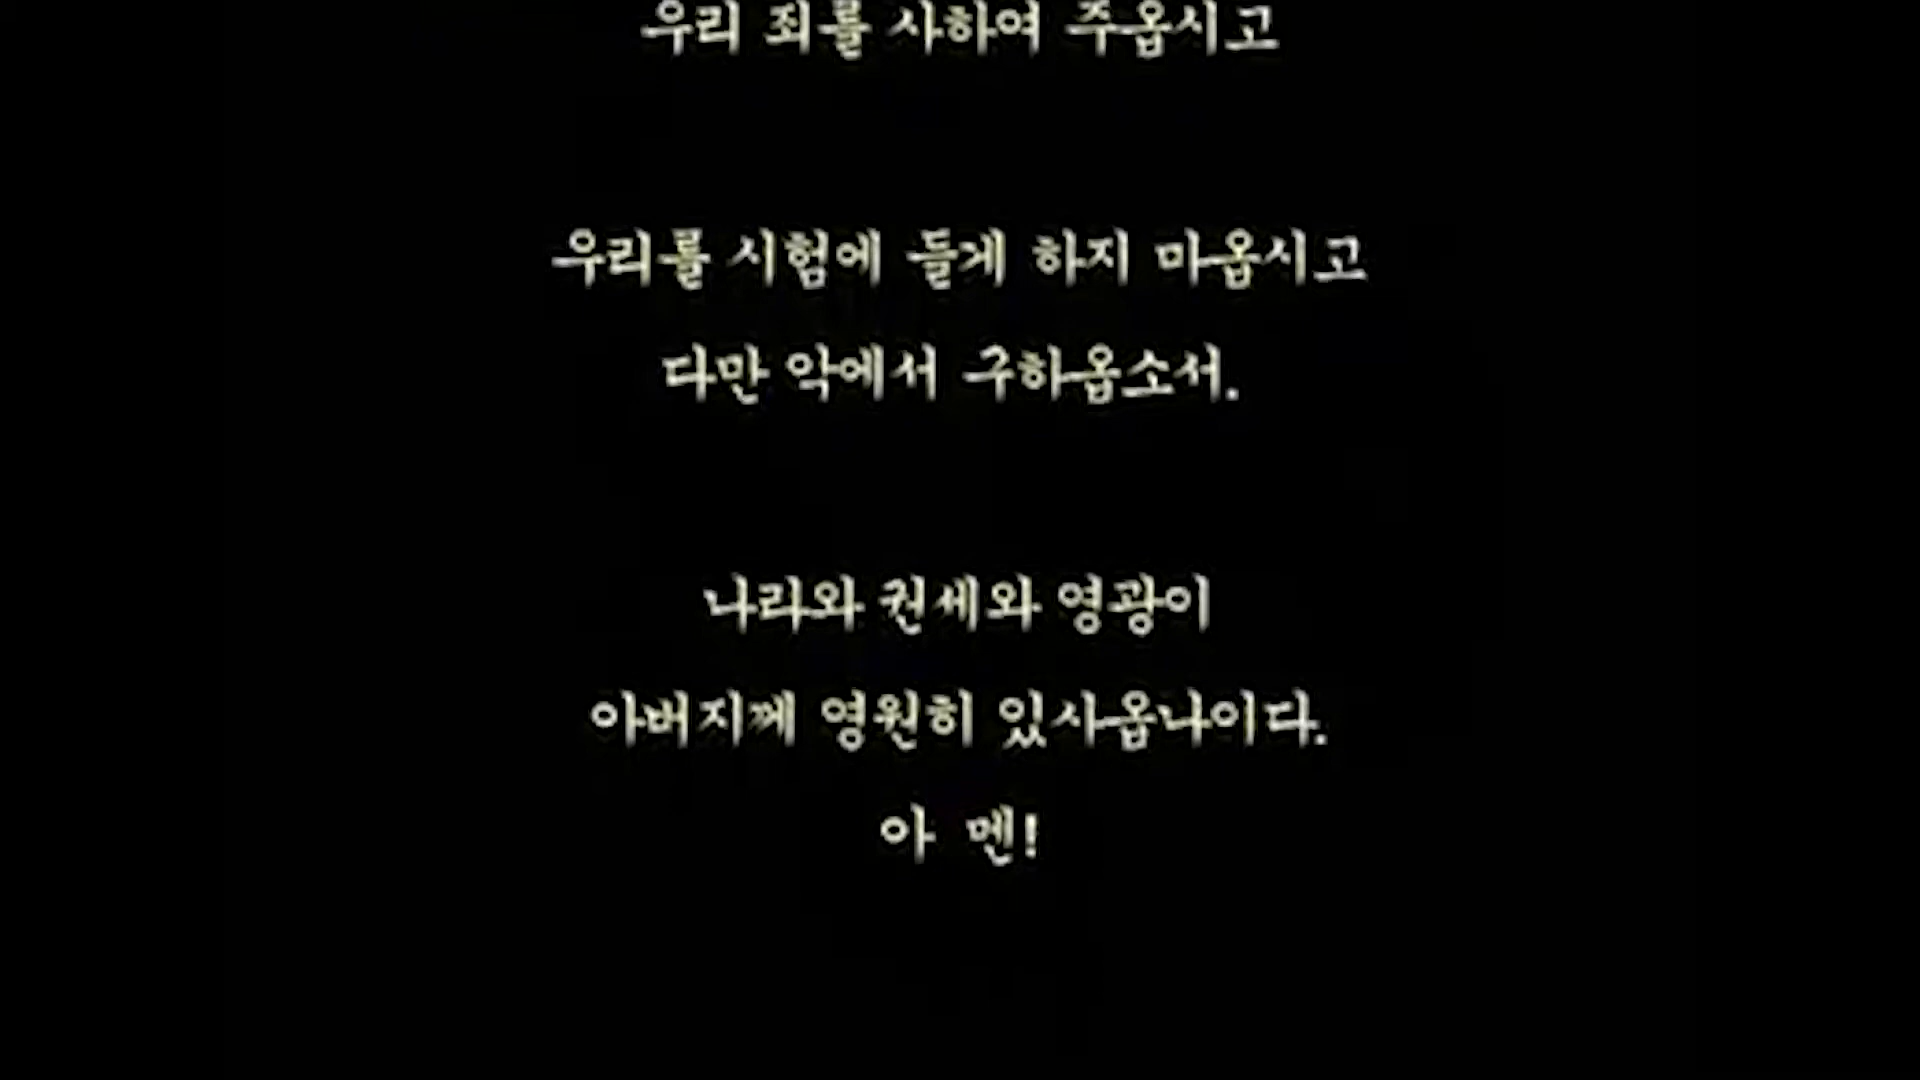 우리 죄를 사하여 주옵시고
우리를 시험에 들게 하지 마옵시고
다만 악에서 구하옵소서.
나라와 권세와 영광이
아버지께 영원히 있사옵나이다.
아 멘!